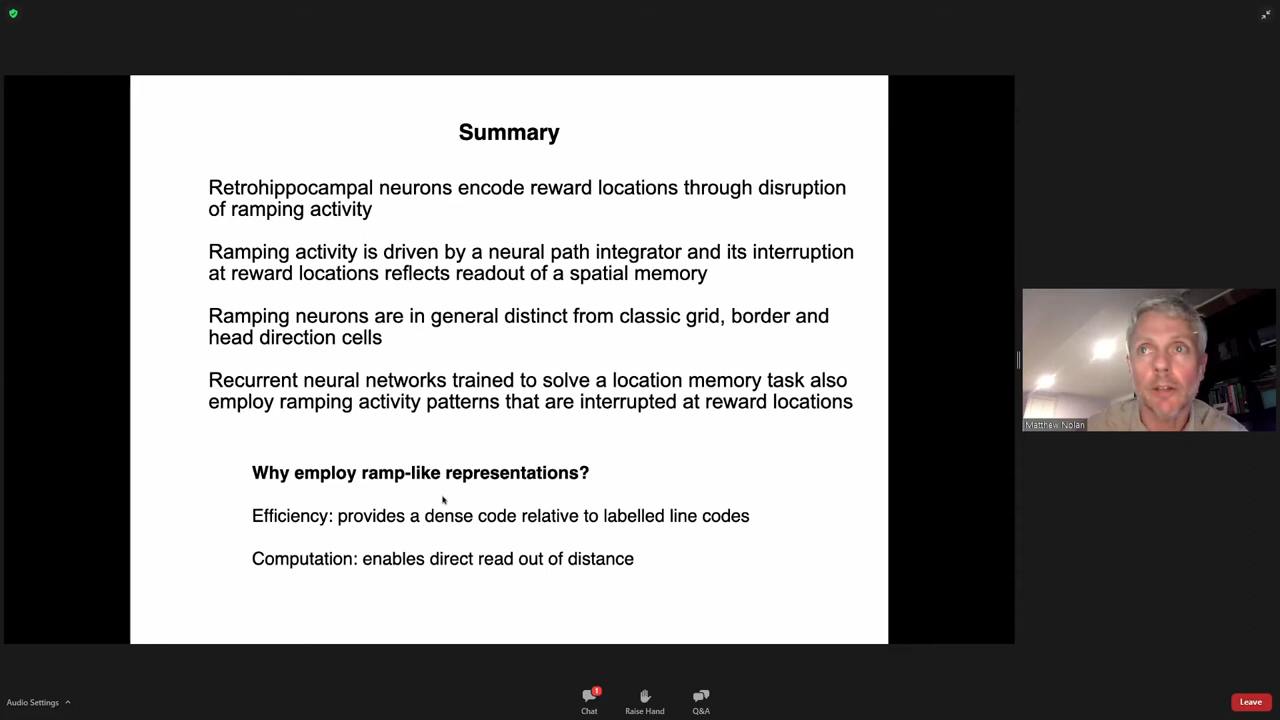 Summary
Retrohippocampal neurons encode reward locations through disruption
of ramping activity
Ramping activity is driven by a neural path integrator and its interruption
at reward locations reflects readout of a spatial memory
Ramping neurons are in general distinct from classic grid, border and
head direction cells
Recurrent neural networks trained to solve a location memory task also
employ ramping activity patterns that are interrupted at reward locations
Why employ ramp-like representations?
Efficiency: provides a dense code relative to labelled line codes
Computation: enables direct read out of distance
Matthew Nolan
Audio Settings
1
Chat
Raise Hand
Q&A
Leave